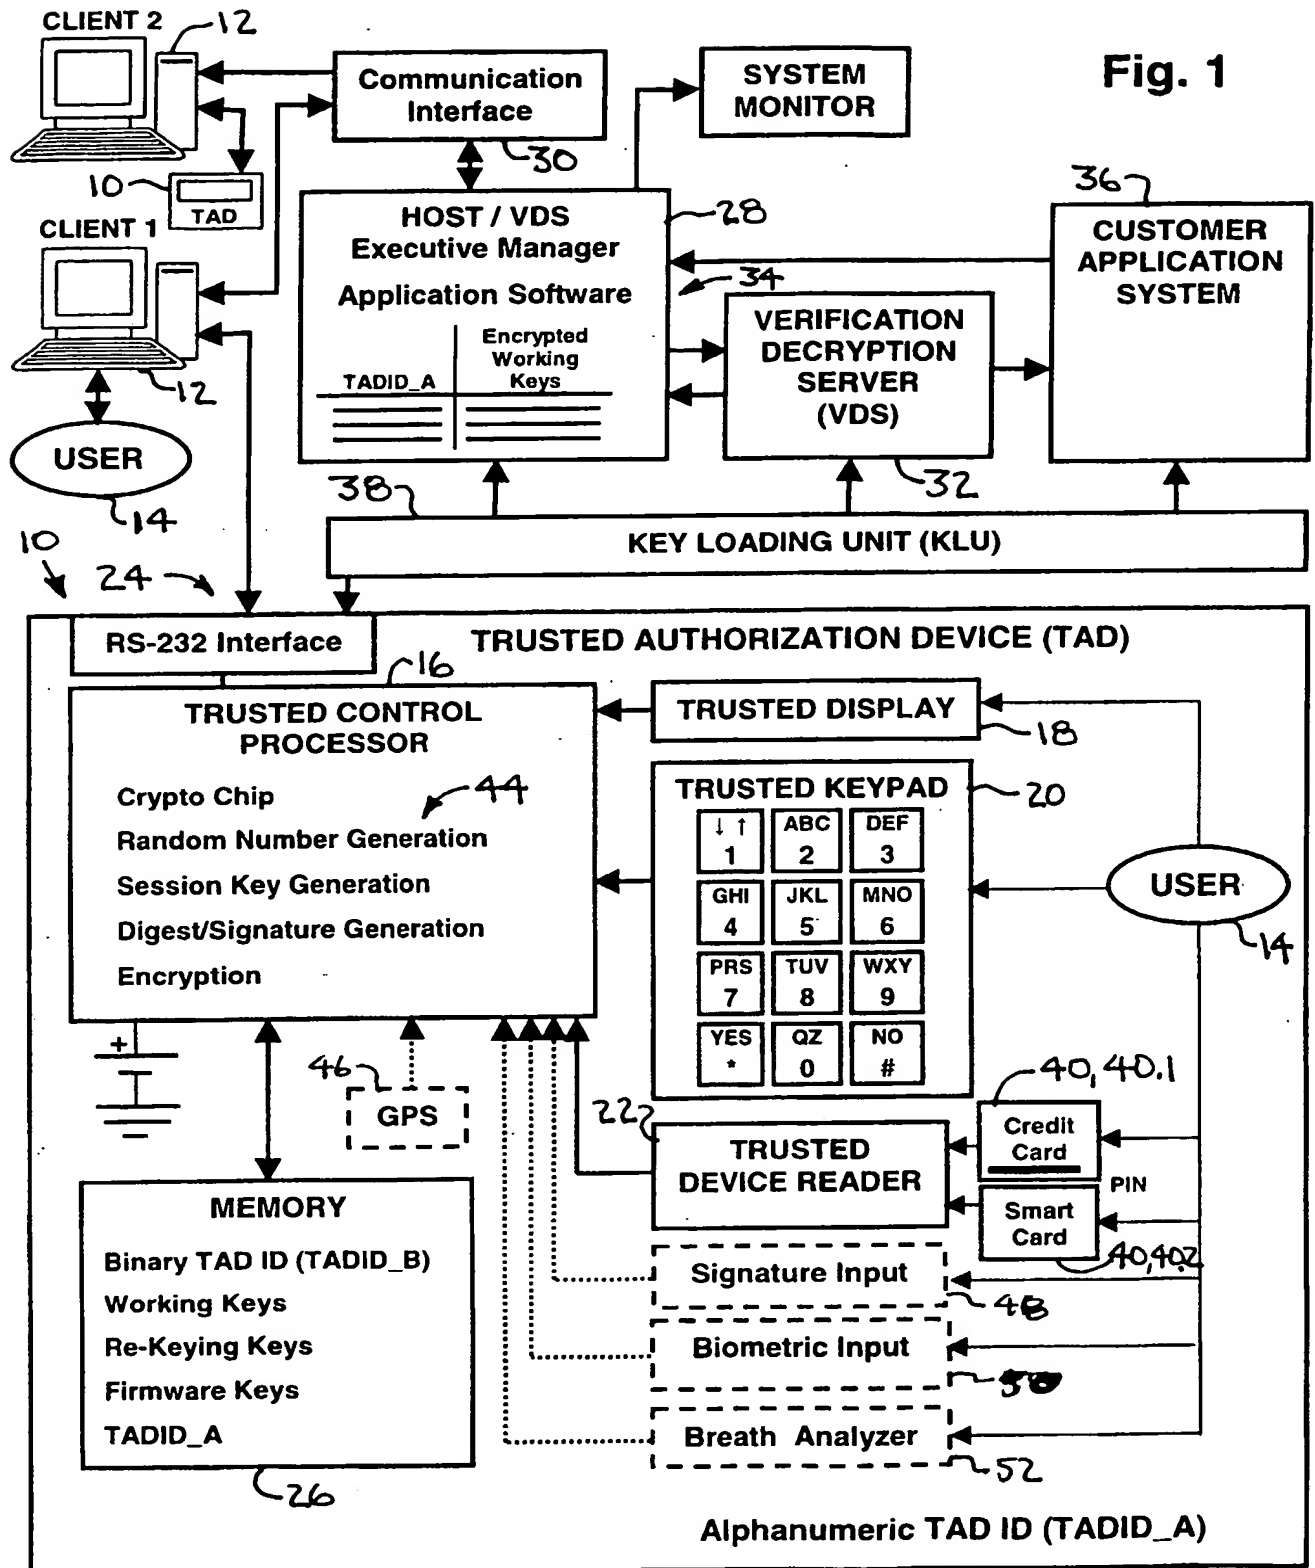 CLIENT 2
12
Fig. 1
Communication
Interface
30
SYSTEM
MONITOR
10
TAD
CLIENT 1
12
USER
14
HOST / VDS
Executive Manager
Application Software
28
34
TADID_A
Encrypted
Working
Keys
VERIFICATION
DECRYPTION
SERVER
(VDS)
32
36
CUSTOMER
APPLICATION
SYSTEM
38
KEY LOADING UNIT (KLU)
10
24
RS-232 Interface
TRUSTED AUTHORIZATION DEVICE (TAD)
16
TRUSTED CONTROL
PROCESSOR
Crypto Chip
44
Random Number Generation
Session Key Generation
Digest/Signature Generation
Encryption
TRUSTED DISPLAY
18
TRUSTED KEYPAD
20
↓ ↑ ABC DEF
1 2 3
GHI JKL MNO
4 5 6
PRS TUV WXY
7 8 9
YES QZ NO
* 0 #
USER
14
+
46
GPS
22
TRUSTED
DEVICE READER
40, 40.1
Credit
Card
PIN
Smart
Card
40, 40.2
MEMORY
Binary TAD ID (TADID_B)
Working Keys
Re-Keying Keys
Firmware Keys
TADID_A
26
Signature Input
48
Biometric Input
50
Breath Analyzer
52
Alphanumeric TAD ID (TADID_A)